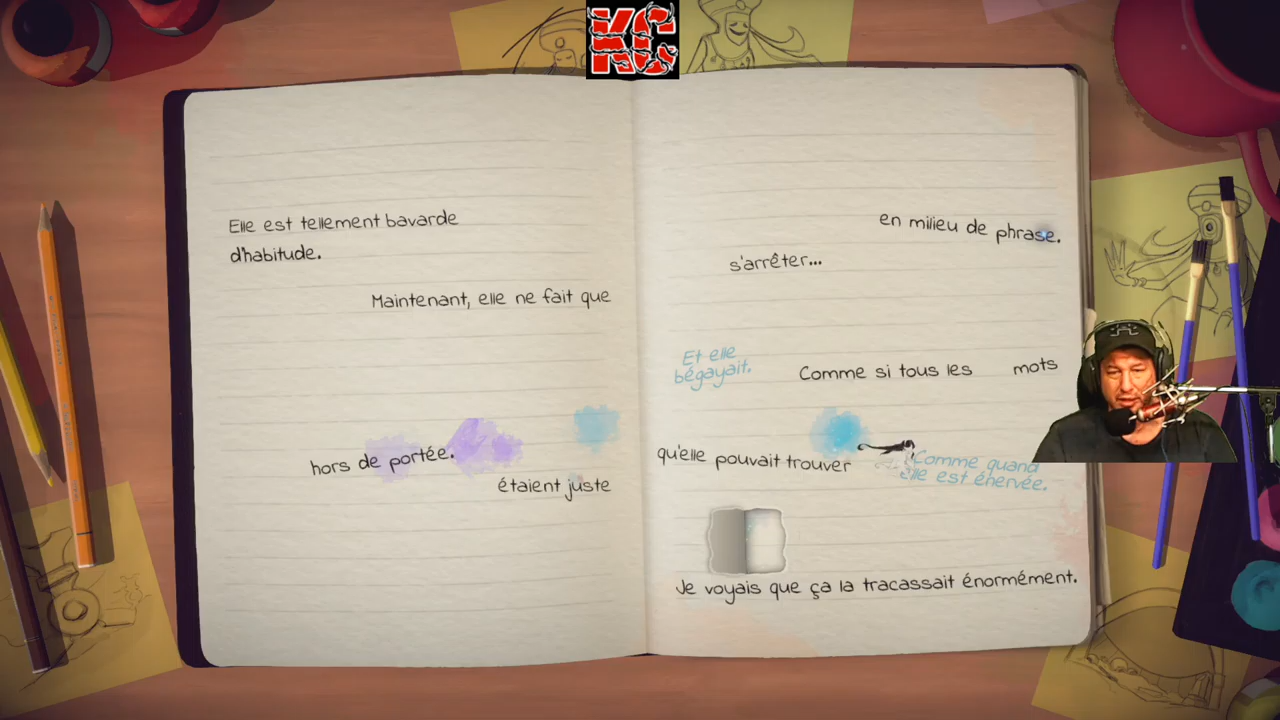 KC
Elle est tellement bavarde
d'habitude.
Maintenant, elle ne fait que
hors de portée.
étaient juste
en milieu de phrase.
s'arrêter...
Et elle
bégayait.
Comme si tous les mots
qu'elle pouvait trouver
Comme quand
elle est énervée.
Je voyais que ça la tracassait énormément.